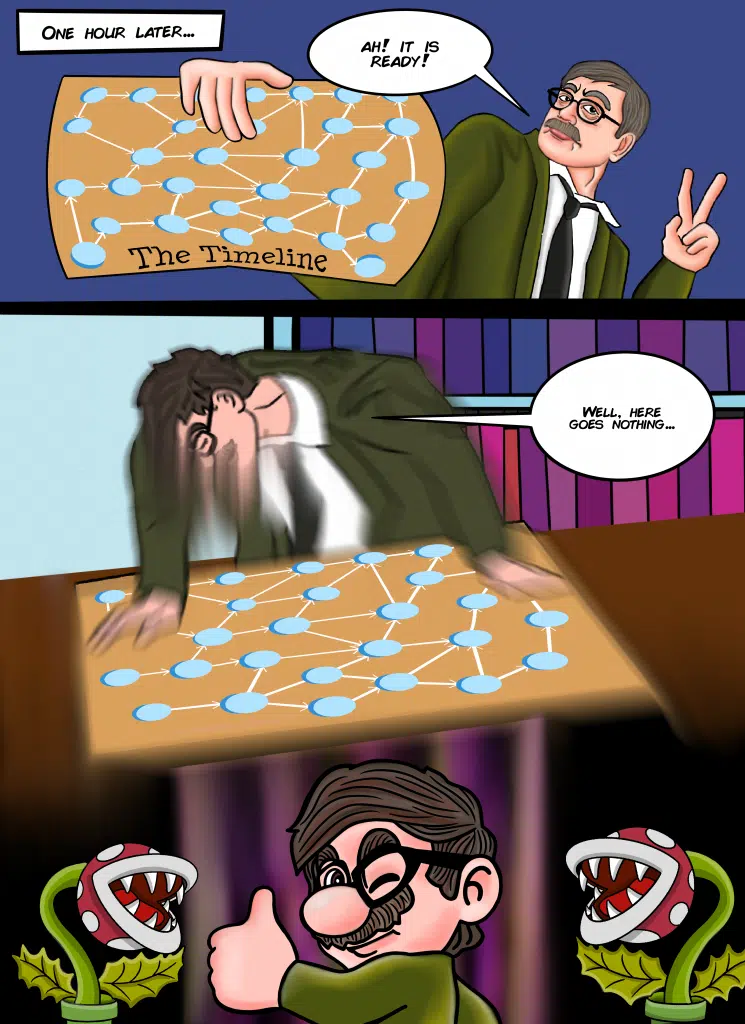 One hour later...
Ah! It is
ready!
The Timeline
Well, here
goes nothing...